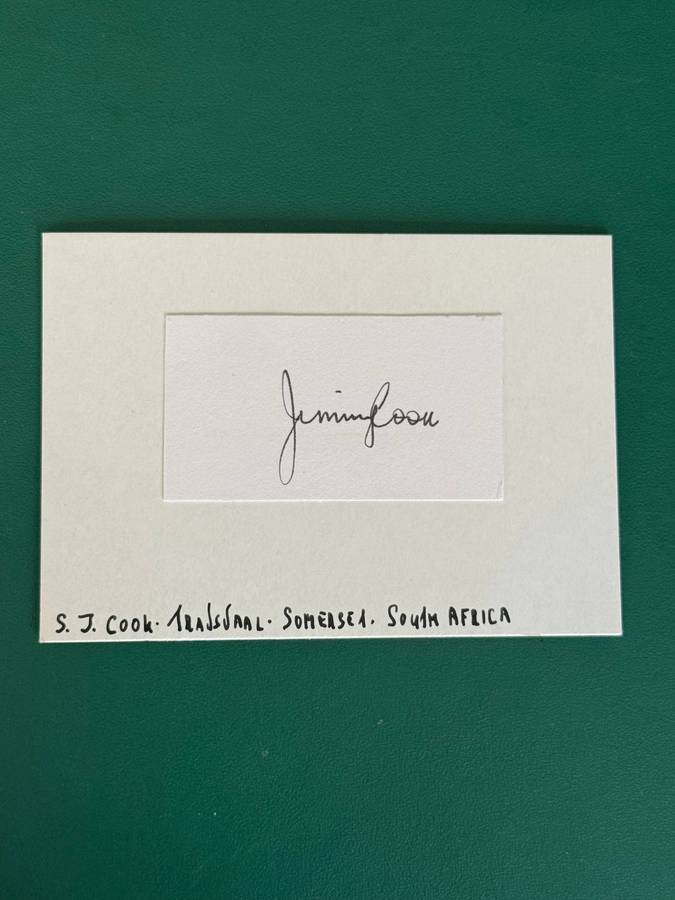 Jimmy Cook
S. J. COOK. TRANSVAAL. SOMERSET. SOUTH AFRICA